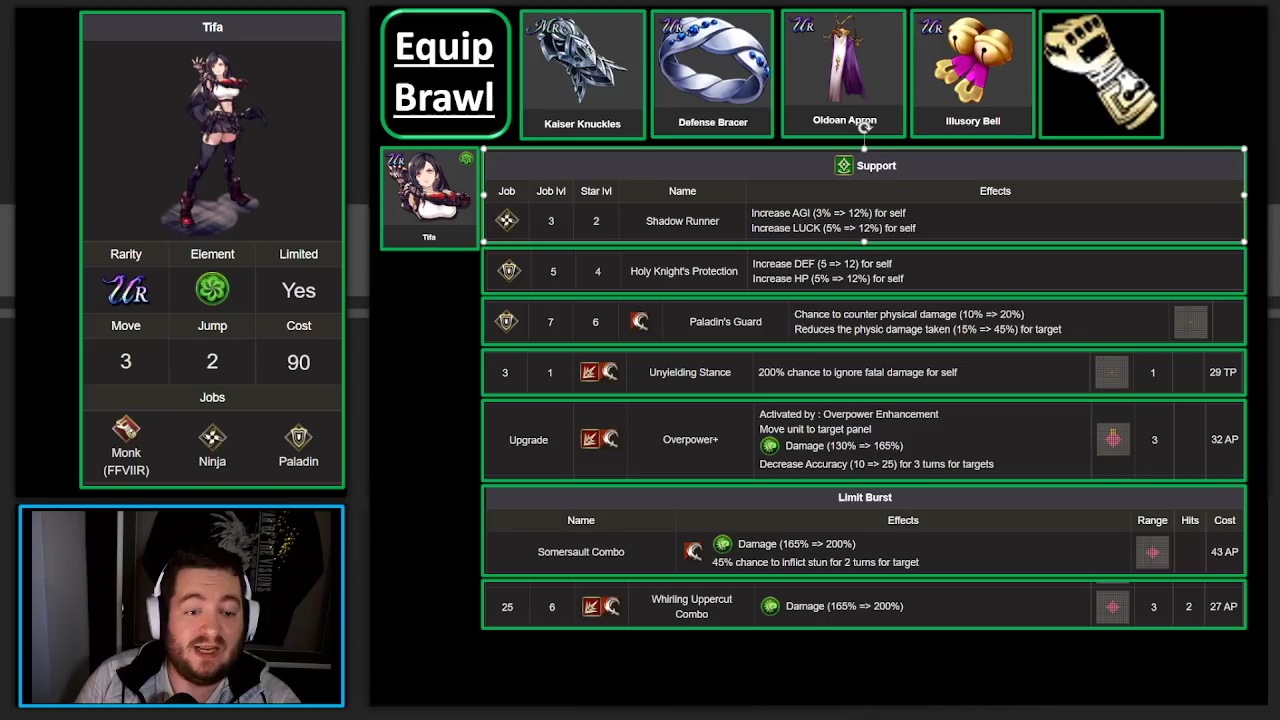 Tifa
Rarity Element Limited
UR Yes
Move Jump Cost
3 2 90
Jobs
Monk
(FFVIIR)
Ninja
Paladin
Equip
Brawl
MR
Kaiser Knuckles
UR
Defense Bracer
UR
Oldoan Apron
UR
Illusory Bell
UR
Tifa
Support
Job Job lvl Star lvl Name Effects
3 2 Shadow Runner
Increase AGI (3% => 12%) for self
Increase LUCK (5% => 12%) for self
5 4 Holy Knight's Protection
Increase DEF (5 => 12) for self
Increase HP (5% => 12%) for self
7 6 Paladin's Guard
Chance to counter physical damage (10% => 20%)
Reduces the physic damage taken (15% => 45%) for target
3 1 Unyielding Stance 200% chance to ignore fatal damage for self 1 29 TP
Upgrade Overpower+
Activated by : Overpower Enhancement
Move unit to target panel
Damage (130% => 165%)
Decrease Accuracy (10 => 25) for 3 turns for targets
3 32 AP
Limit Burst
Name Effects Range Hits Cost
Somersault Combo
Damage (165% => 200%)
45% chance to inflict stun for 2 turns for target
43 AP
25 6 Whirling Uppercut
Combo
Damage (165% => 200%) 3 2 27 AP